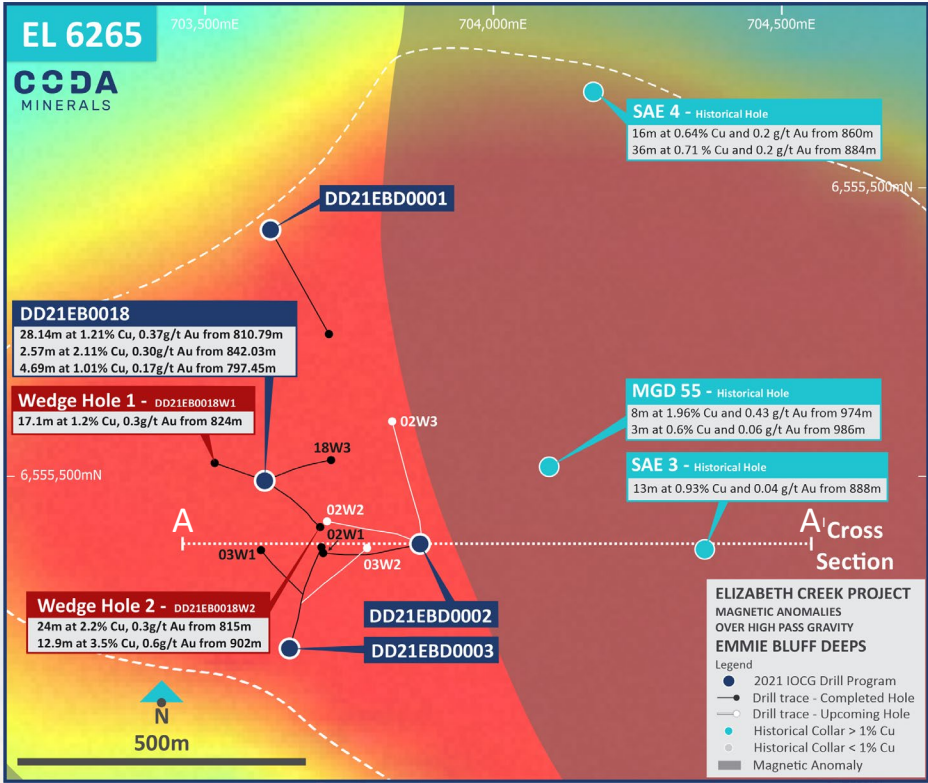 703,500mE
704,000mE
704,500mE
EL 6265
CODA
MINERALS
SAE 4 - Historical Hole
16m at 0.64% Cu and 0.2 g/t Au from 860m
36m at 0.71 % Cu and 0.2 g/t Au from 884m
6,555,500mN
DD21EBD0001
DD21EB0018
28.14m at 1.21% Cu, 0.37g/t Au from 810.79m
2.57m at 2.11% Cu, 0.30g/t Au from 842.03m
4.69m at 1.01% Cu, 0.17g/t Au from 797.45m
Wedge Hole 1 - DD21EB0018W1
17.1m at 1.2% Cu, 0.3g/t Au from 824m
MGD 55 - Historical Hole
8m at 1.96% Cu and 0.43 g/t Au from 974m
3m at 0.6% Cu and 0.06 g/t Au from 986m
02W3
18W3
SAE 3 - Historical Hole
13m at 0.93% Cu and 0.04 g/t Au from 888m
6,555,500mN
02W2
A
A' Cross
Section
02W1
03W1
03W2
Wedge Hole 2 - DD21EB0018W2
24m at 2.2% Cu, 0.3g/t Au from 815m
12.9m at 3.5% Cu, 0.6g/t Au from 902m
DD21EBD0002
DD21EBD0003
N
500m
ELIZABETH CREEK PROJECT
MAGNETIC ANOMALIES
OVER HIGH PASS GRAVITY
EMMIE BLUFF DEEPS
Legend
2021 IOCG Drill Program
Drill trace - Completed Hole
Drill trace - Upcoming Hole
Historical Collar > 1% Cu
Historical Collar < 1% Cu
Magnetic Anomaly